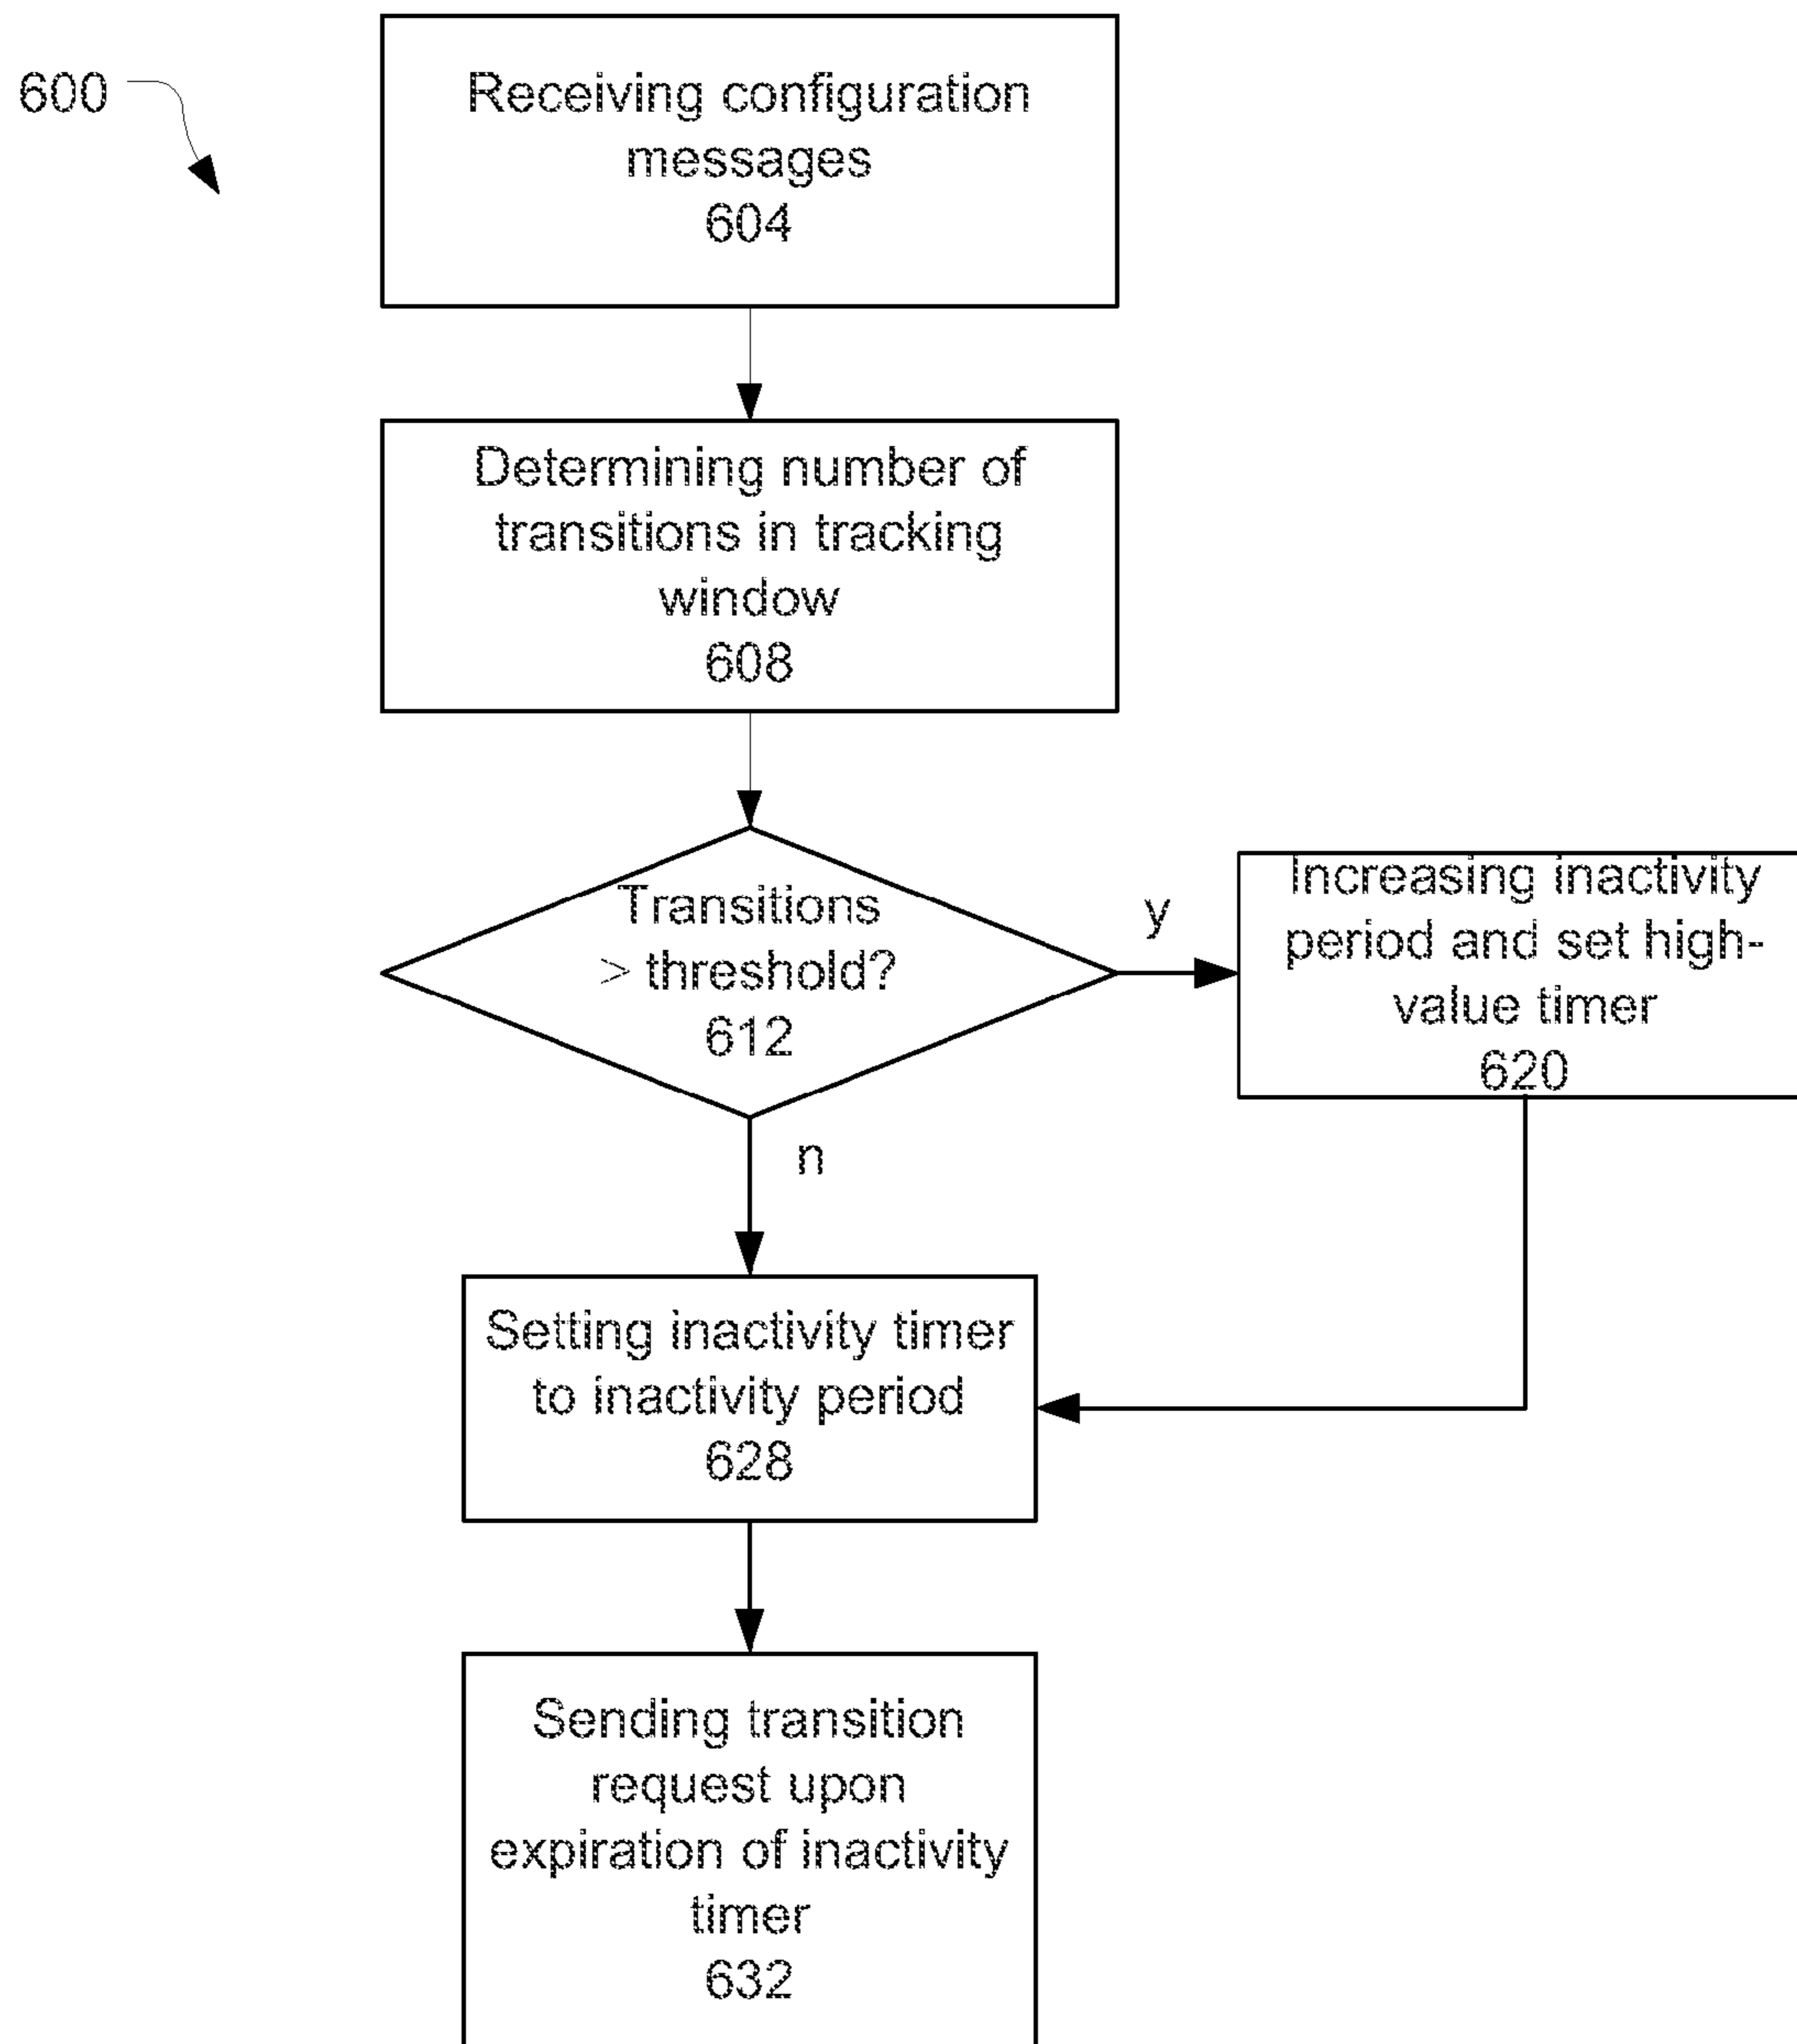 600
Receiving configuration
messages
604
Determining number of
transitions in tracking
window
608
Transitions
> threshold?
612
y
Increasing inactivity
period and set high-
value timer
620
n
Setting inactivity timer
to inactivity period
628
Sending transition
request upon
expiration of inactivity
timer
632